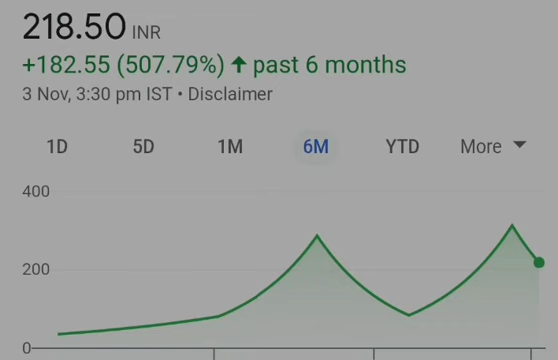 218.50 INR
+182.55 (507.79%) ↑ past 6 months
3 Nov, 3:30 pm IST • Disclaimer
1D 5D 1M 6M YTD More
400
200
0